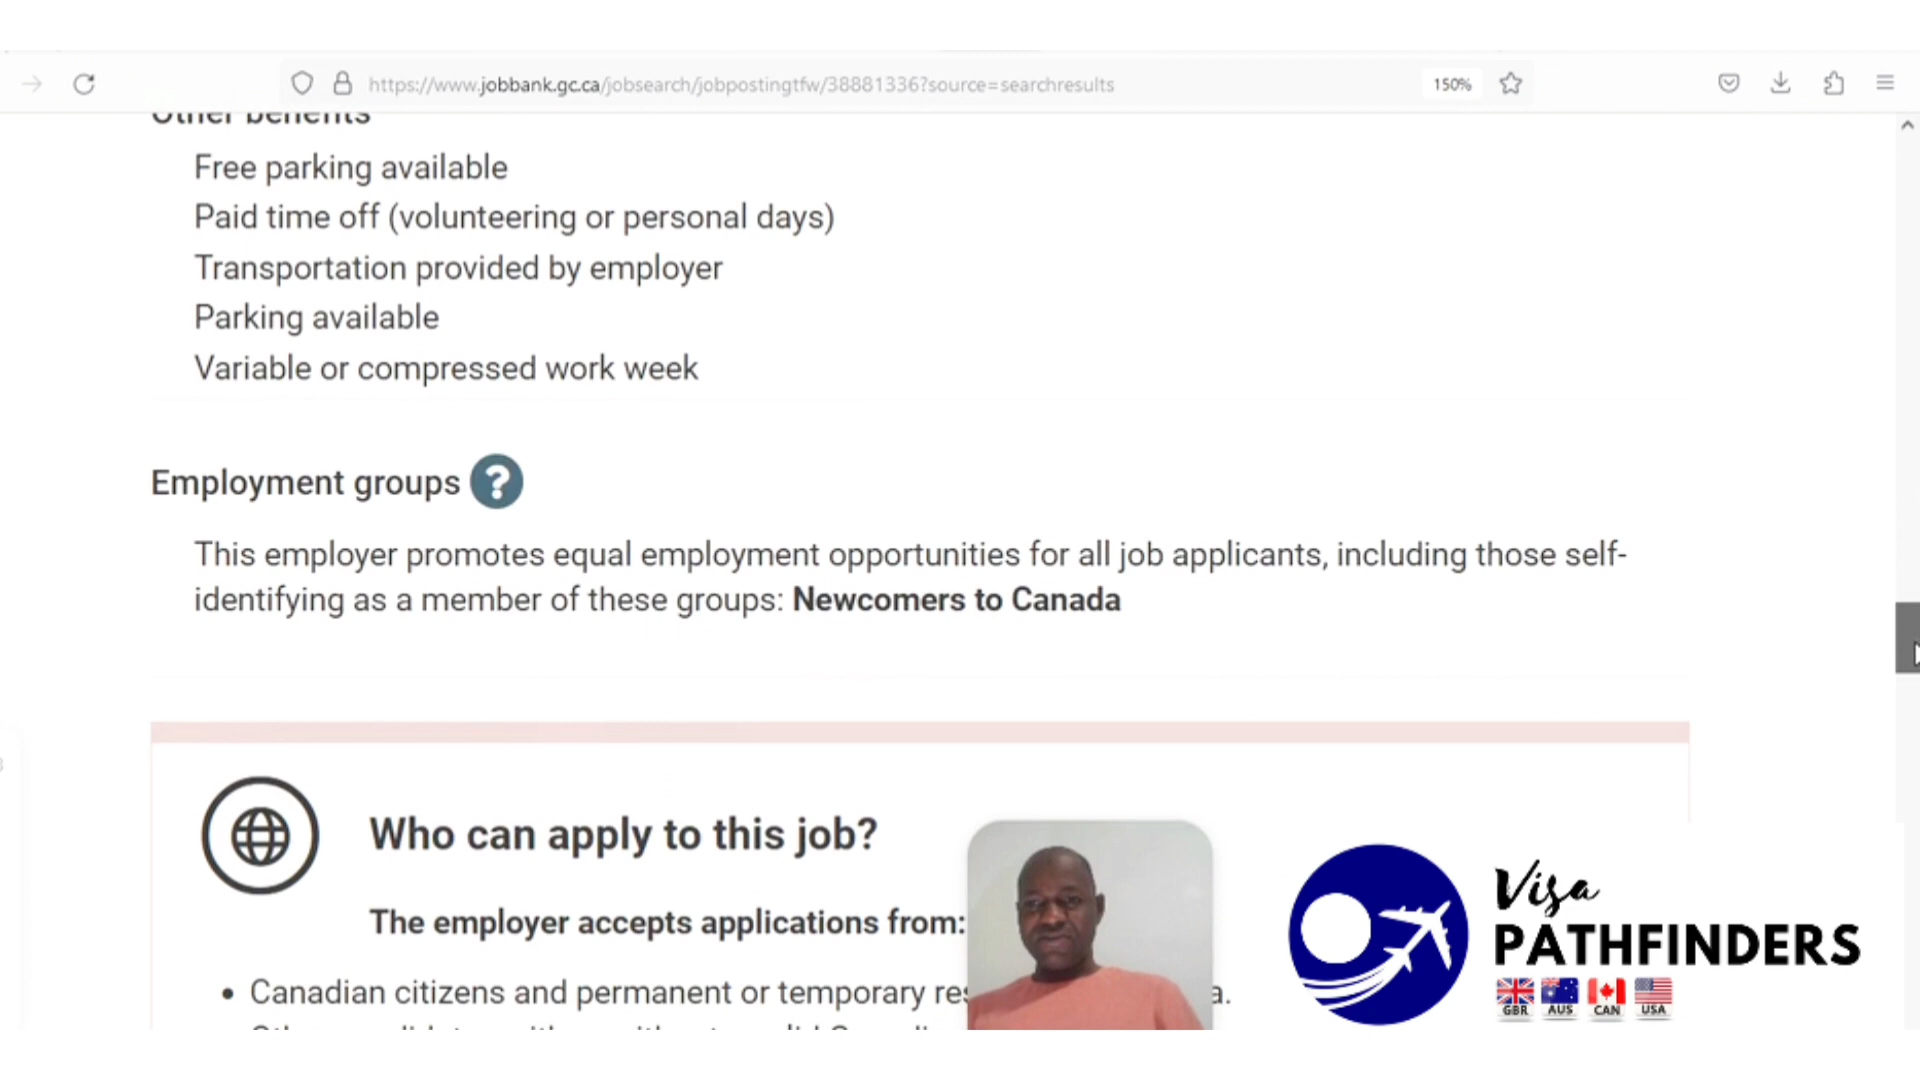 https://www.jobbank.gc.ca/jobsearch/jobpostingtfw/38881336?source=searchresults
150%
Other benefits
Free parking available
Paid time off (volunteering or personal days)
Transportation provided by employer
Parking available
Variable or compressed work week
Employment groups ?
This employer promotes equal employment opportunities for all job applicants, including those self-
identifying as a member of these groups: Newcomers to Canada
Who can apply to this job?
The employer accepts applications from:
Canadian citizens and permanent or temporary a.
Visa
PATHFINDERS
GBR AUS CAN USA